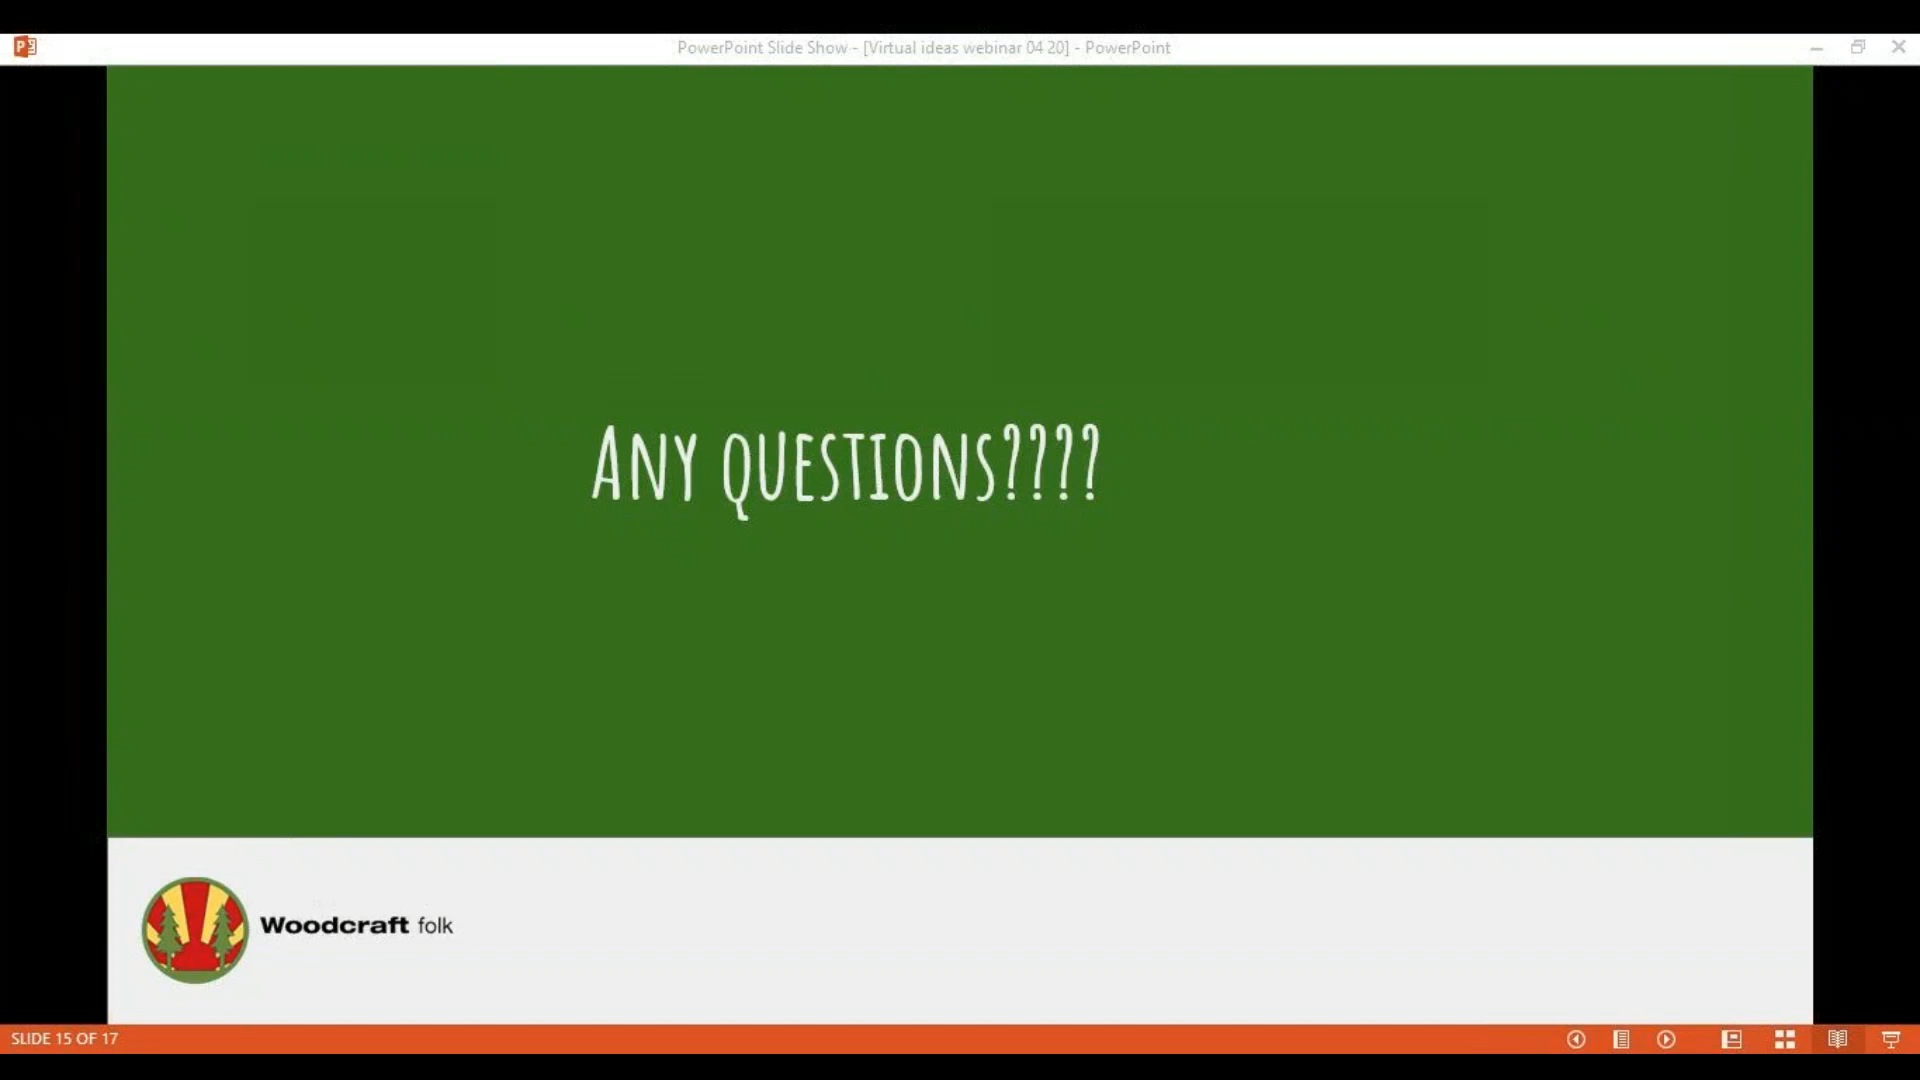 PowerPoint Slide Show - [Virtual ideas webinar 04 20] - PowerPoint
Any questions????
Woodcraft folk
SLIDE 15 OF 17